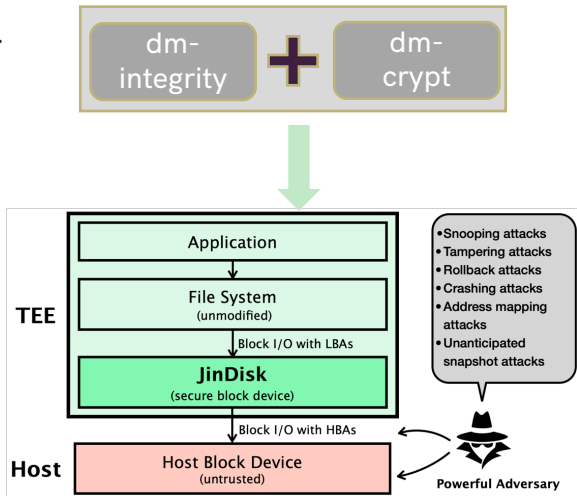 dm-
integrity
dm-
crypt
Application
File System
(unmodified)
Block I/O with LBAs
JinDisk
(secure block device)
TEE
Block I/O with HBAs
Host
Host Block Device
(untrusted)
•Snooping attacks
•Tampering attacks
•Rollback attacks
•Crashing attacks
•Address mapping
attacks
•Unanticipated
snapshot attacks
Powerful Adversary